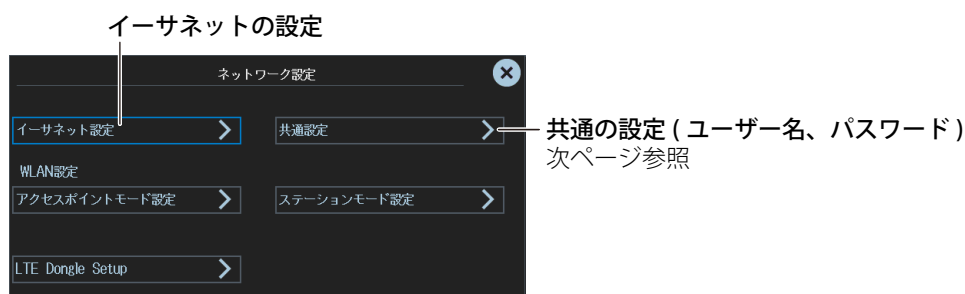 イーサネットの設定
ネットワーク設定
イーサネット設定
共通設定
共通の設定 ( ユーザー名、パスワード )
次ページ参照
WLAN設定
アクセスポイントモード設定
ステーションモード設定
LTE Dongle Setup